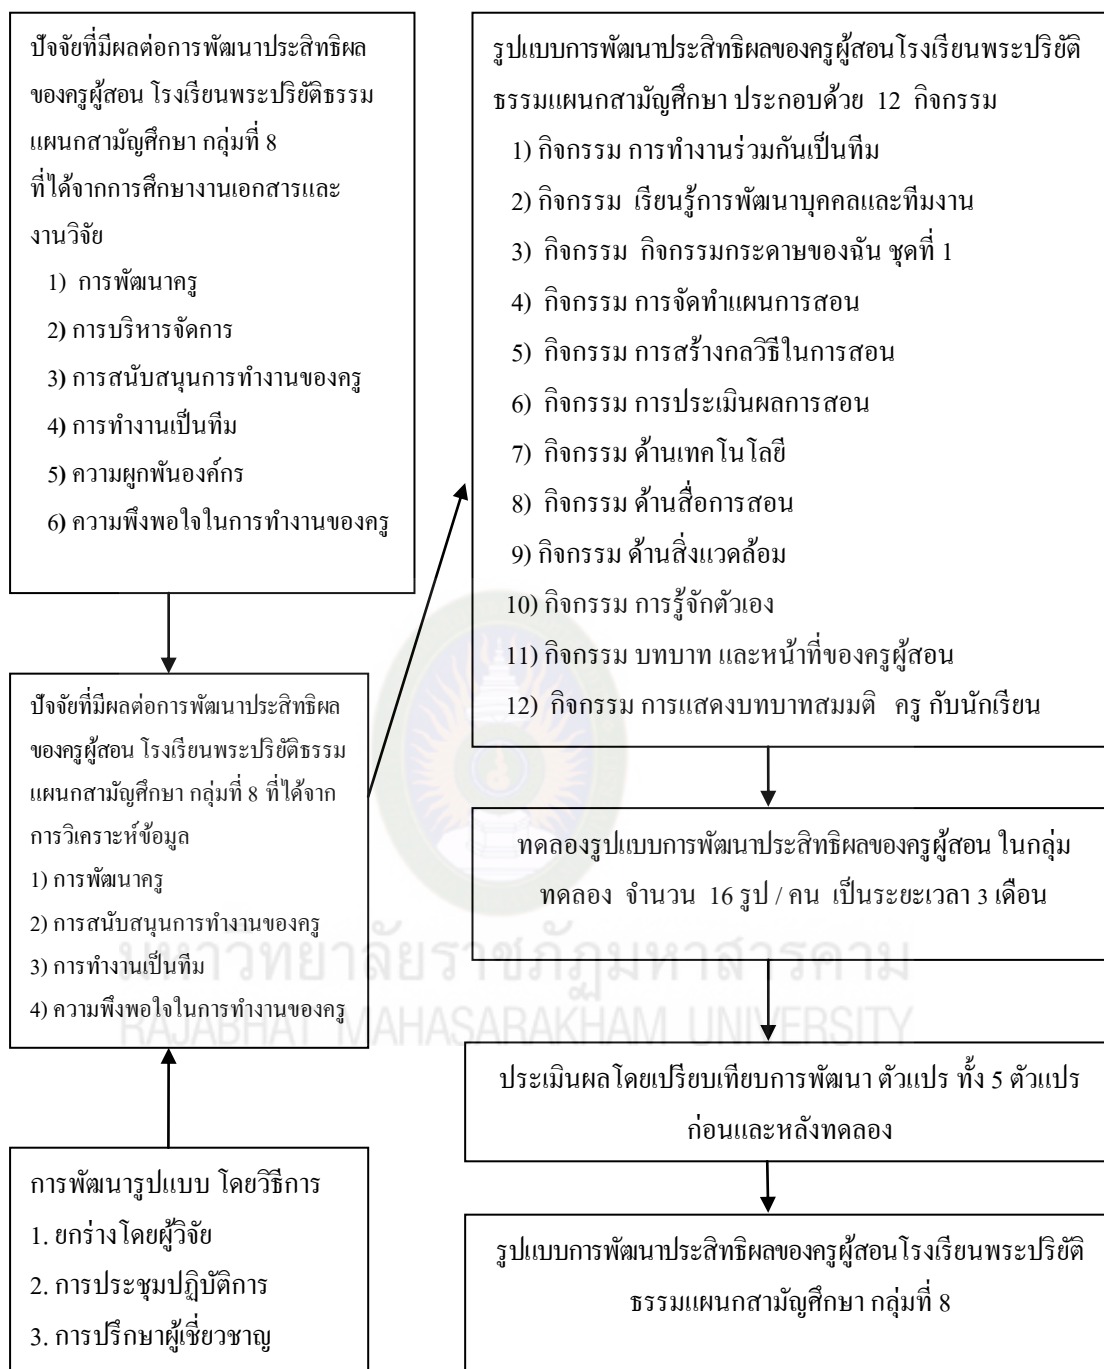 ปัจจัยที่มีผลต่อการพัฒนาประสิทธิผล
ของครูผู้สอน โรงเรียนพระปริยัติธรรม
แผนกสามัญศึกษา กลุ่มที่ 8
ที่ได้จากการศึกษางานเอกสารและ
งานวิจัย
1) การพัฒนาครู
2) การบริหารจัดการ
3) การสนับสนุนการทำงานของครู
4) การทำงานเป็นทีม
5) ความผูกพันองค์กร
6) ความพึงพอใจในการทำงานของครู
ปัจจัยที่มีผลต่อการพัฒนาประสิทธิผล
ของครูผู้สอน โรงเรียนพระปริยัติธรรม
แผนกสามัญศึกษา กลุ่มที่ 8 ที่ได้จาก
การวิเคราะห์ข้อมูล
1) การพัฒนาครู
2) การสนับสนุนการทำงานของครู
3) การทำงานเป็นทีม
4) ความพึงพอใจในการทำงานของครู
การพัฒนารูปแบบ โดยวิธีการ
1. ยกร่างโดยผู้วิจัย
2. การประชุมปฏิบัติการ
3. การปรึกษาผู้เชี่ยวชาญ
รูปแบบการพัฒนาประสิทธิผลของครูผู้สอนโรงเรียนพระปริยัติ
ธรรมแผนกสามัญศึกษา ประกอบด้วย 12 กิจกรรม
1) กิจกรรม การทำงานร่วมกันเป็นทีม
2) กิจกรรม เรียนรู้การพัฒนาบุคคลและทีมงาน
3) กิจกรรม กิจกรรมกระดาษของฉัน ชุดที่ 1
4) กิจกรรม การจัดทำแผนการสอน
5) กิจกรรม การสร้างกลวิธีในการสอน
6) กิจกรรม การประเมินผลการสอน
7) กิจกรรม ด้านเทคโนโลยี
8) กิจกรรม ด้านสื่อการสอน
9) กิจกรรม ด้านสิ่งแวดล้อม
10) กิจกรรม การรู้จักตัวเอง
11) กิจกรรม บทบาท และหน้าที่ของครูผู้สอน
12) กิจกรรม การแสดงบทบาทสมมติ ครู กับนักเรียน
ทดลองรูปแบบการพัฒนาประสิทธิผลของครูผู้สอน ในกลุ่ม
ทดลอง จำนวน 16 รูป / คน เป็นระยะเวลา 3 เดือน
ประเมินผลโดยเปรียบเทียบการพัฒนา ตัวแปร ทั้ง 5 ตัวแปร
ก่อนและหลังทดลอง
รูปแบบการพัฒนาประสิทธิผลของครูผู้สอนโรงเรียนพระปริยัติ
ธรรมแผนกสามัญศึกษา กลุ่มที่ 8
มหาวิทยาลัยราชภัฏมหาสารคาม
RAJABHAT MAHASARAKHAM UNIVERSITY